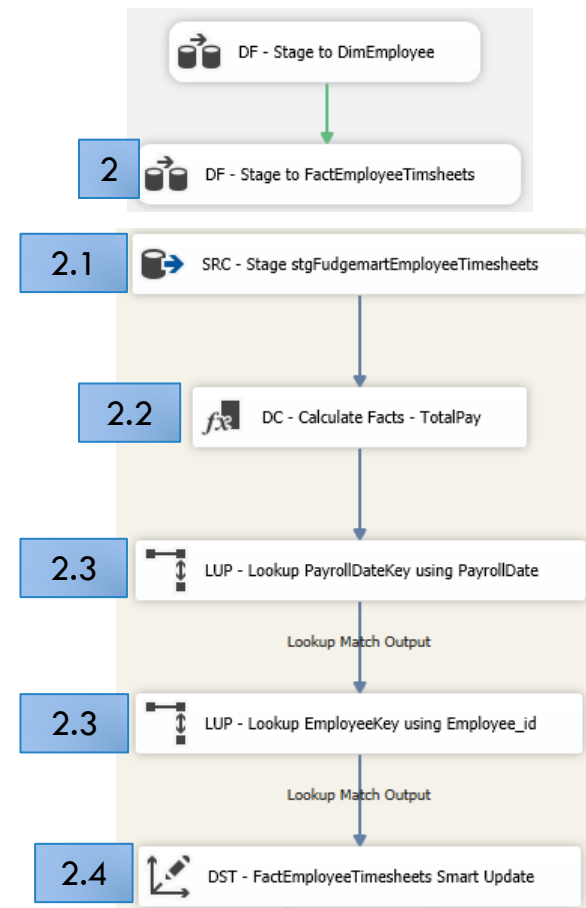 DF - Stage to DimEmployee
2
DF - Stage to FactEmployeeTimsheets
2.1
SRC - Stage stgFudgemartEmployeeTimesheets
2.2
fx
DC - Calculate Facts - TotalPay
2.3
LUP - Lookup PayrollDateKey using PayrollDate
Lookup Match Output
2.3
LUP - Lookup EmployeeKey using Employee_id
Lookup Match Output
2.4
DST - FactEmployeeTimesheets Smart Update